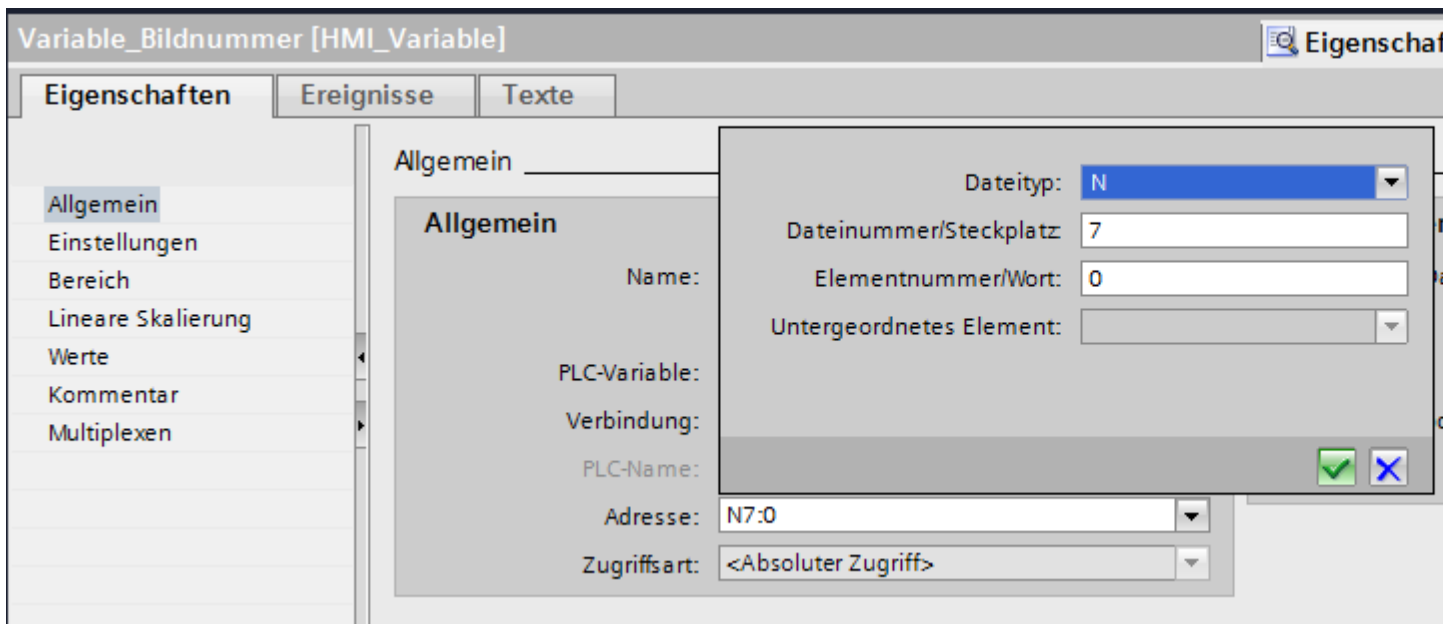 Variable_Bildnummer [HMI_Variable]
Eigenschaf
Eigenschaften
Ereignisse
Texte
Allgemein
Einstellungen
Bereich
Lineare Skalierung
Werte
Kommentar
Multiplexen
Allgemein
Allgemein
Name:
PLC-Variable:
Verbindung:
PLC-Name:
Adresse: N7:0
Zugriffsart: <Absoluter Zugriff>
Dateityp: N
Dateinummer/Steckplatz: 7
Elementnummer/Wort: 0
Untergeordnetes Element: